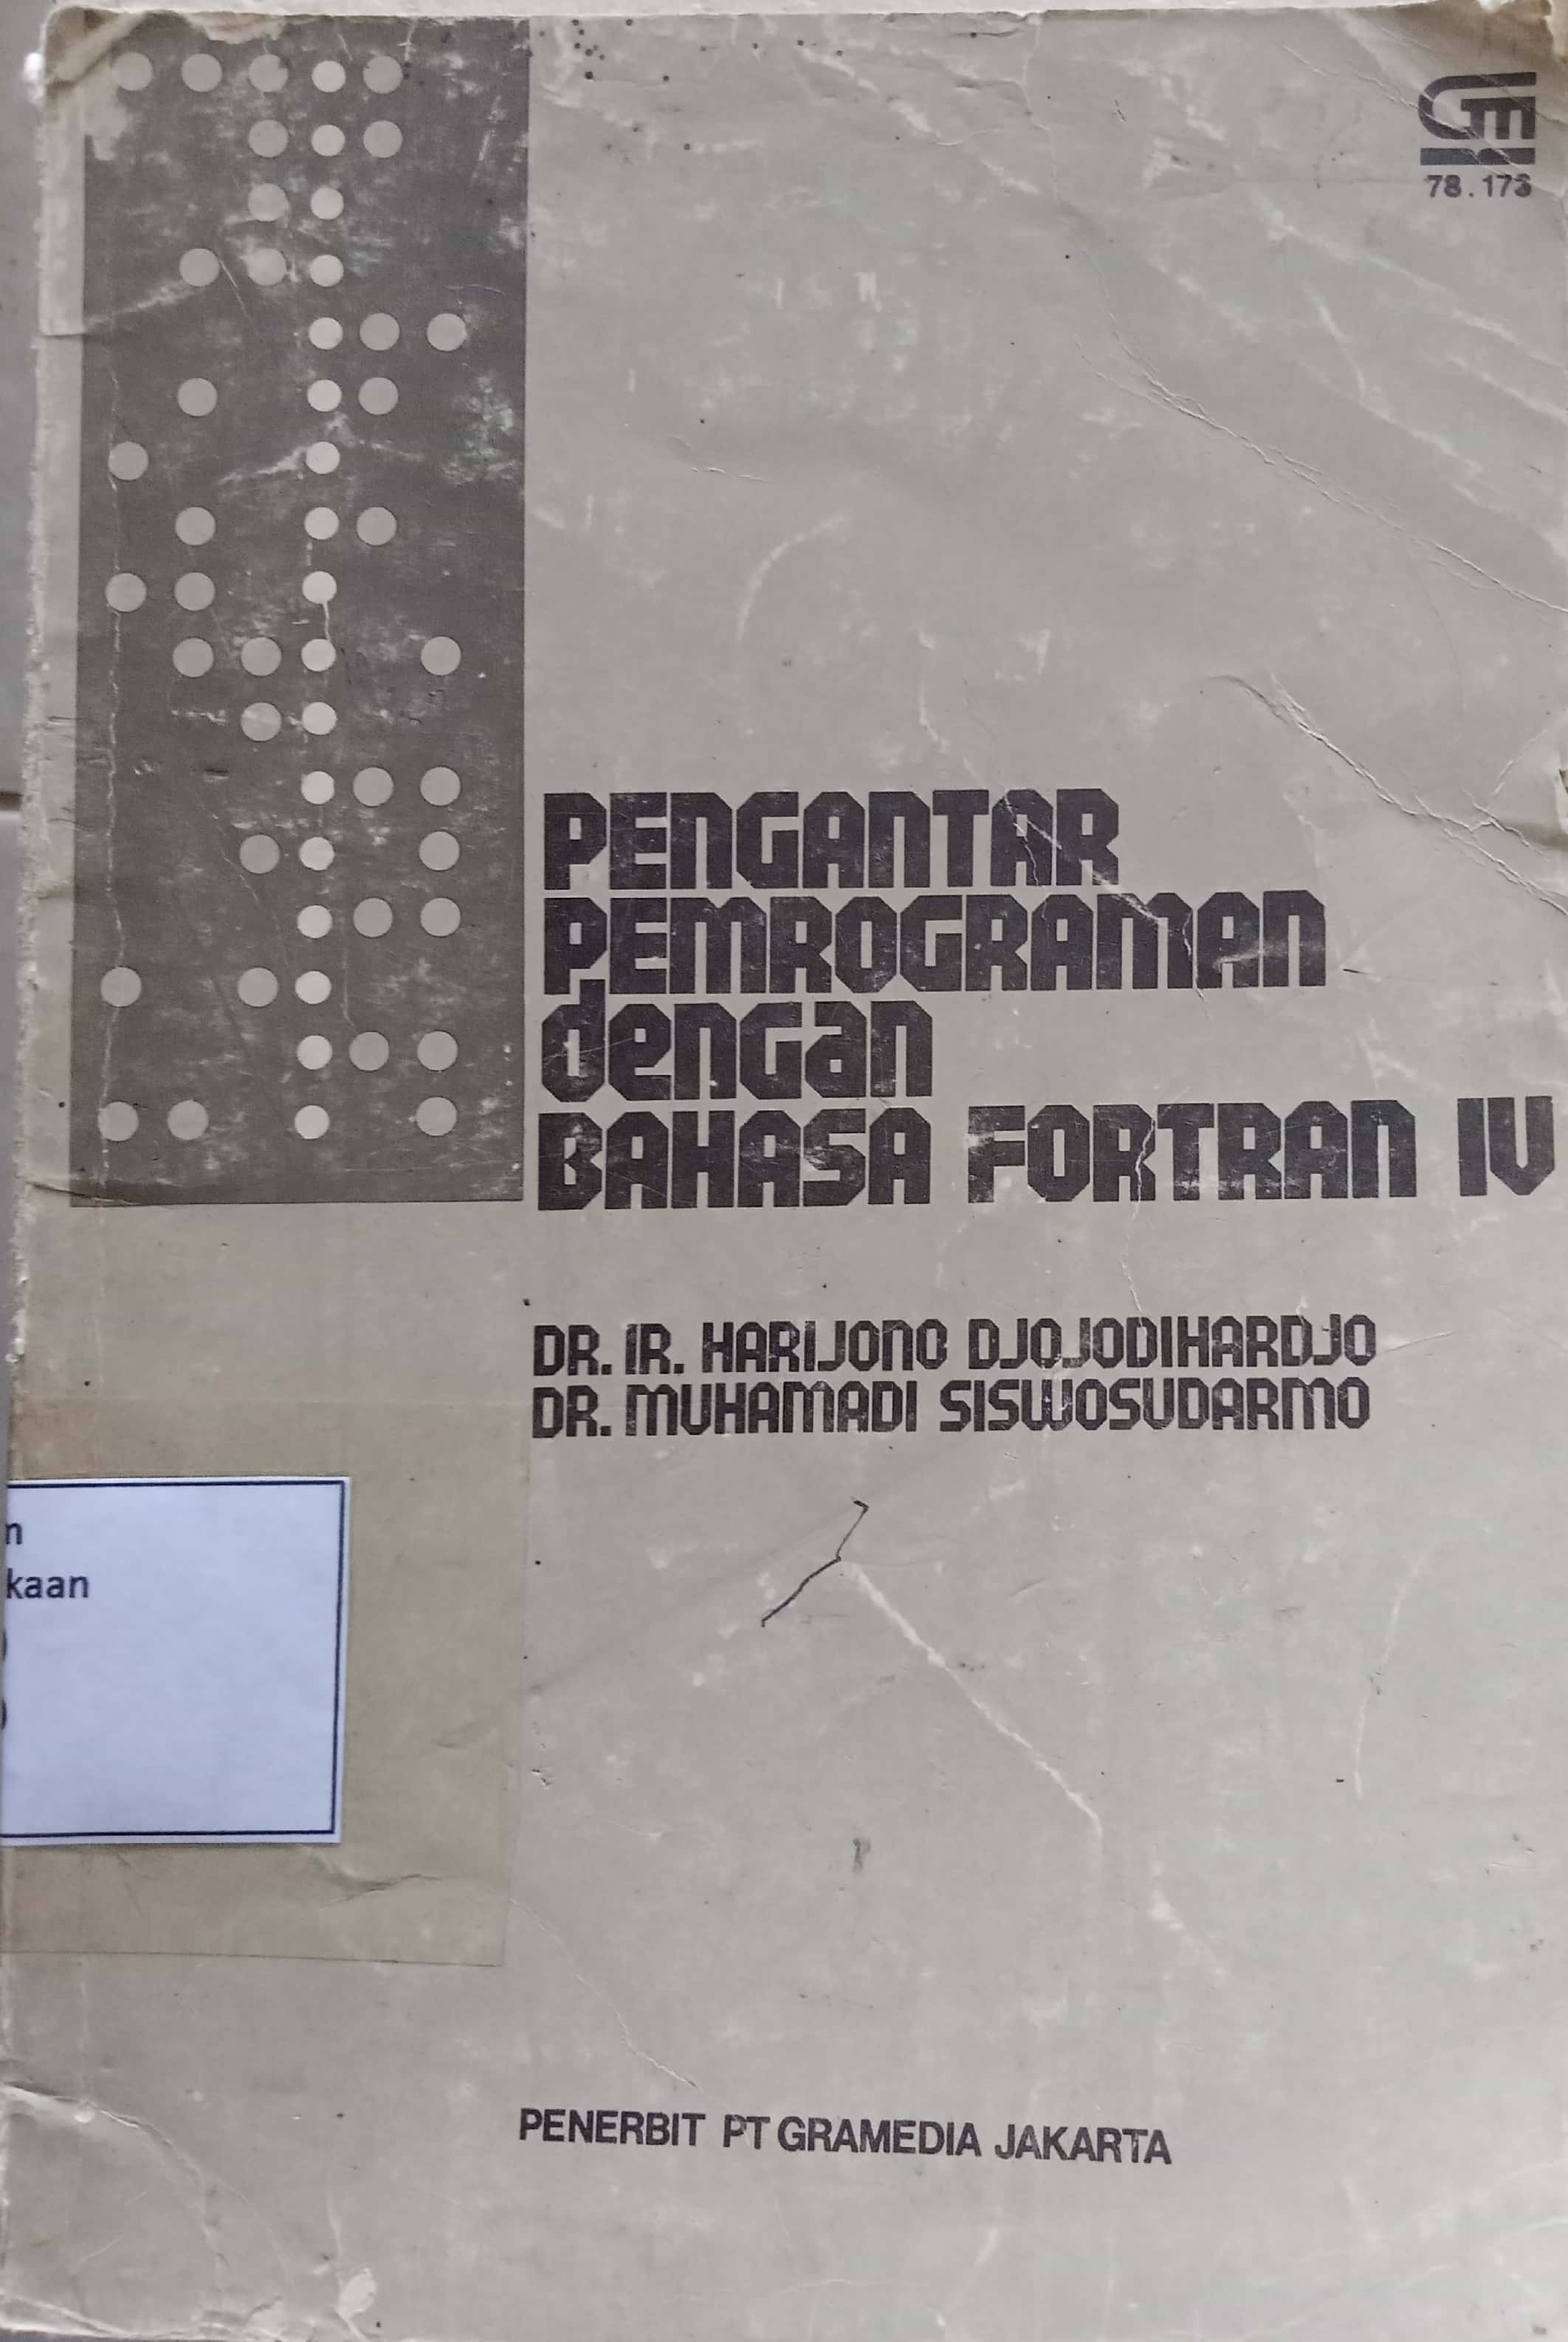 GM
78.173
PENGANTAR
PEMROGRAMAN
dengan
BAHASA FORTRAN IV
DR. IR. HARIJONO DJOJODIHARDJO
DR. MUHAMADI SISWOSUDARMO
kaan
PENERBIT PT GRAMEDIA JAKARTA